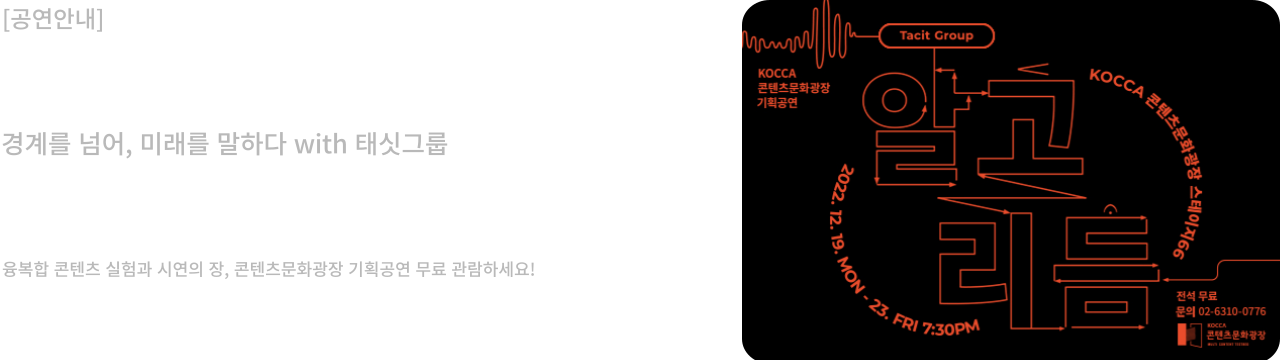 [공연안내]
경계를 넘어, 미래를 말하다 with 태싯그룹
융복합 콘텐츠 실험과 시연의 장, 콘텐츠문화광장 기획공연 무료 관람하세요!
Tacit Group
KOCCA
콘텐츠문화광장
기획공연
알고
리듬
KOCCA 콘텐츠문화광장 스테이지66
2022. 12. 19. MON - 23. FRI 7:30PM
전석 무료
문의 02-6310-0776
KOCCA
콘텐츠문화광장